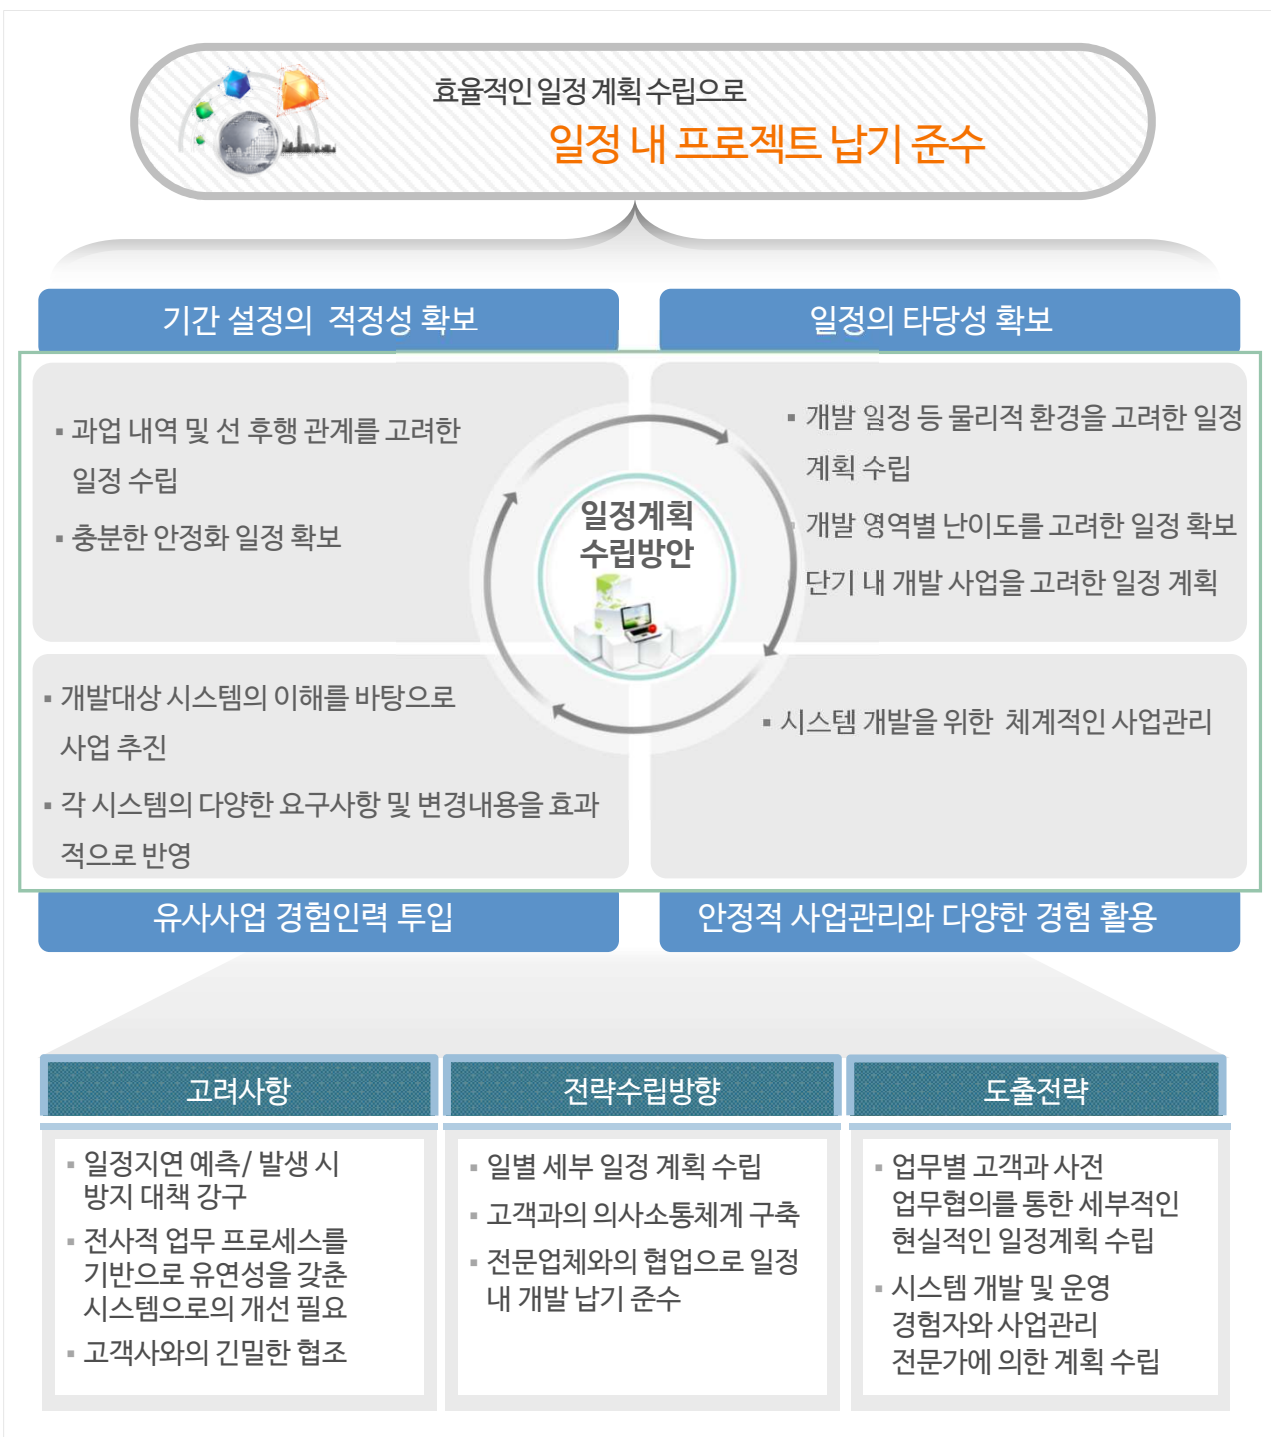 효율적인 일정 계획 수립으로
일정 내 프로젝트 납기 준수
기간 설정의 적정성 확보
일정의 타당성 확보
▪ 과업 내역 및 선 후행 관계를 고려한
일정 수립
▪ 충분한 안정화 일정 확보
▪ 개발 일정 등 물리적 환경을 고려한 일정
계획 수립
▪ 개발 영역별 난이도를 고려한 일정 확보
▪ 단기 내 개발 사업을 고려한 일정 계획
일정계획
수립방안
▪ 개발대상 시스템의 이해를 바탕으로
사업 추진
▪ 각 시스템의 다양한 요구사항 및 변경내용을 효과
적으로 반영
▪ 시스템 개발을 위한 체계적인 사업관리
유사사업 경험인력 투입
안정적 사업관리와 다양한 경험 활용
고려사항
▪ 일정지연 예측/ 발생 시
방지 대책 강구
▪ 전사적 업무 프로세스를
기반으로 유연성을 갖춘
시스템으로의 개선 필요
▪ 고객사와의 긴밀한 협조
전략수립방향
▪ 일별 세부 일정 계획 수립
▪ 고객과의 의사소통체계 구축
▪ 전문업체와의 협업으로 일정
내 개발 납기 준수
도출전략
▪ 업무별 고객과 사전
업무협의를 통한 세부적인
현실적인 일정계획 수립
▪ 시스템 개발 및 운영
경험자와 사업관리
전문가에 의한 계획 수립